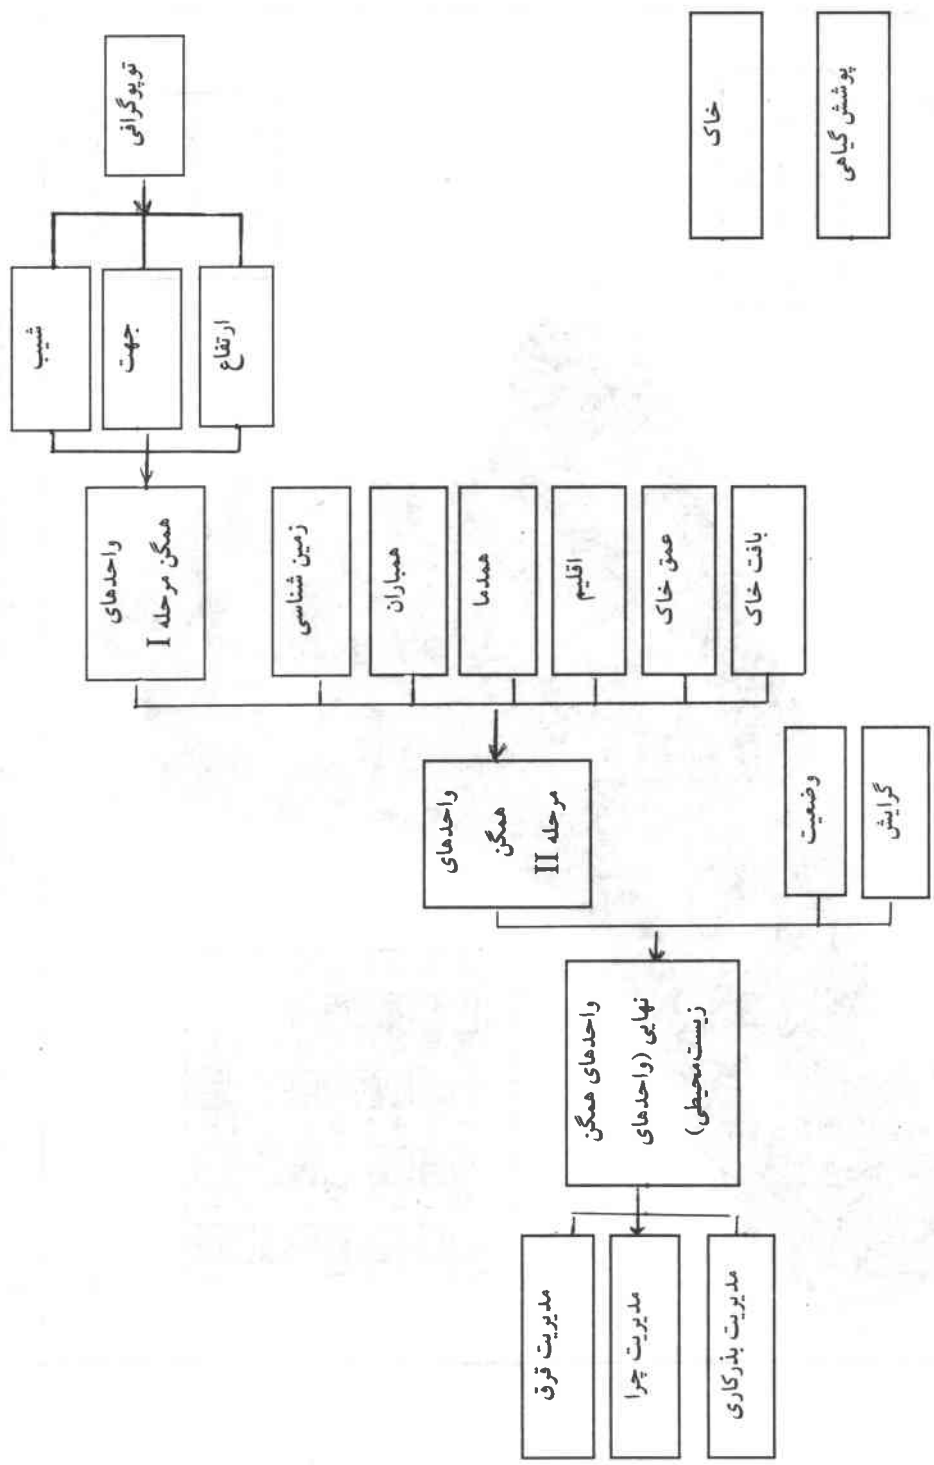 توپوگرافی
خاک
پوشش گیاهی
شیب
جهت
ارتفاع
واحدهای
همگن مرحله I
زمین شناسی
همباران
همدما
اقلیم
عمق خاک
بافت خاک
واحدهای
همگن
مرحله II
وضعیت
گرایش
واحدهای همگن
نهایی (واحدهای
زیست‌محیطی)
مدیریت قرق
مدیریت چرا
مدیریت بذرکاری